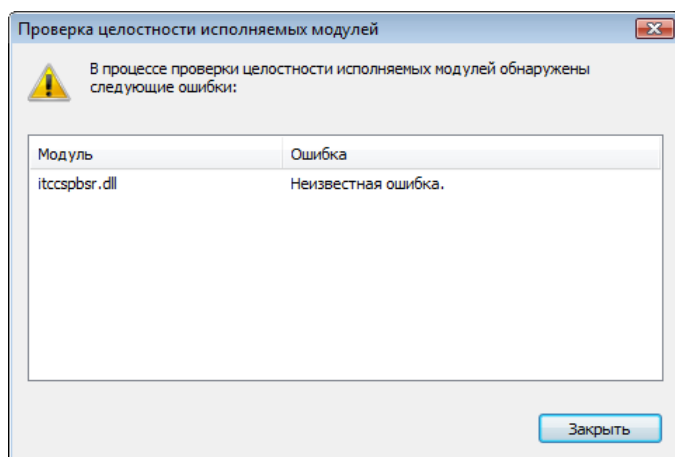 Проверка целостности исполняемых модулей
В процессе проверки целостности исполняемых модулей обнаружены
следующие ошибки:
Модуль Ошибка
itccspbsr.dll Неизвестная ошибка.
Закрыть